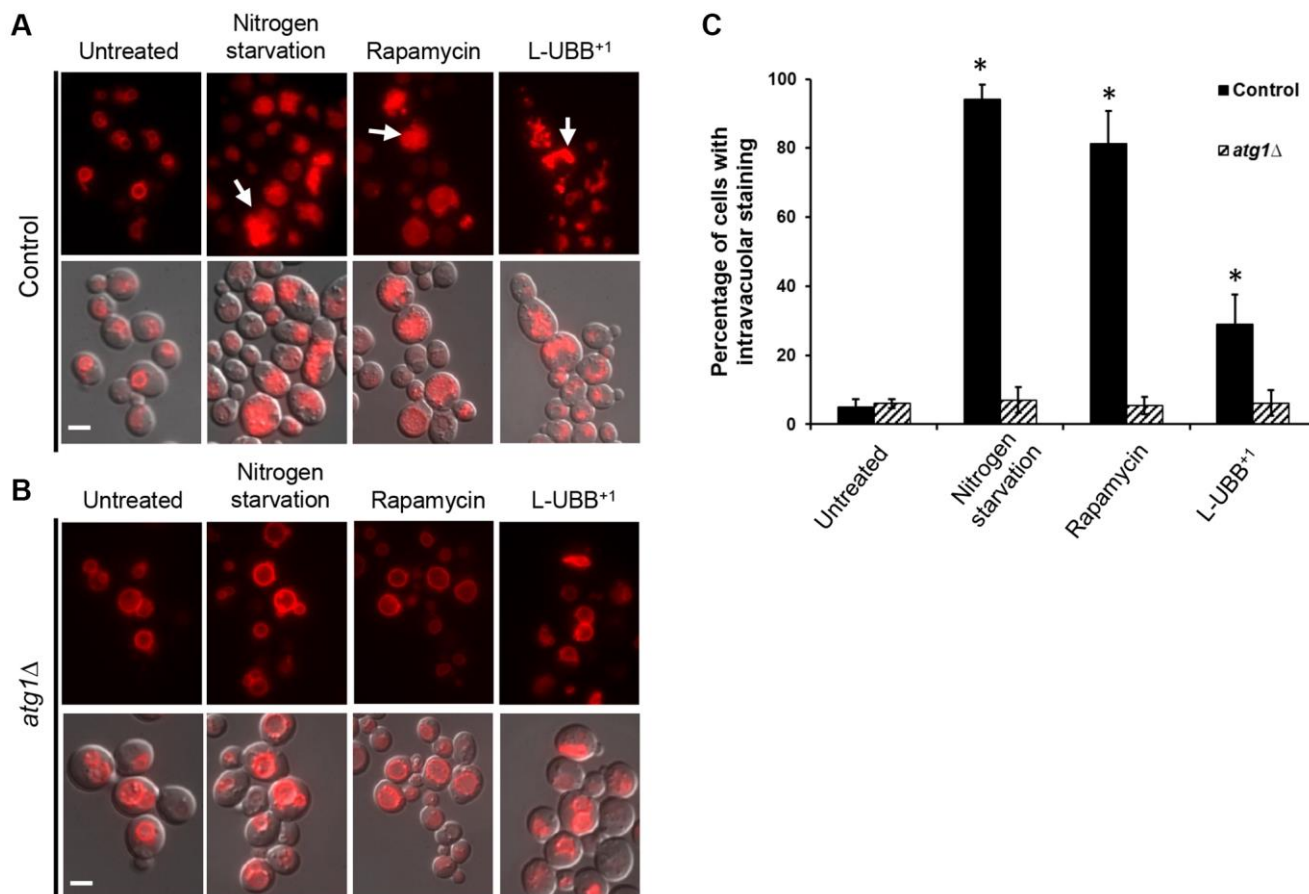 A
Untreated
Nitrogen
starvation
Rapamycin
L-UBB⁺¹
Control
B
Untreated
Nitrogen
starvation
Rapamycin
L-UBB⁺¹
atg1Δ
C
Percentage of cells with
intravacuolar staining
100
80
60
40
20
0
*
*
*
Control
atg1Δ
Untreated
Nitrogen
starvation
Rapamycin
L-UBB⁺¹